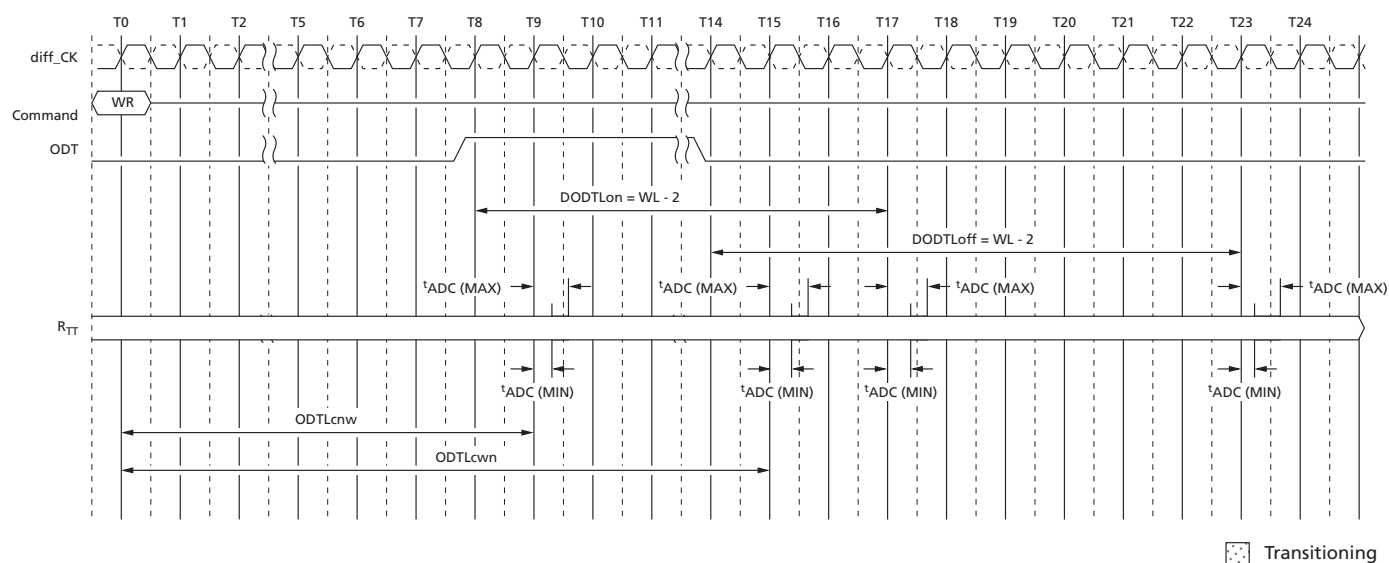 T0 T1 T2 T5 T6 T7 T8 T9 T10 T11 T14 T15 T16 T17 T18 T19 T20 T21 T22 T23 T24
diff_CK
WR
Command
ODT
DODTLon = WL - 2
DODTLoff = WL - 2
tADC (MAX) tADC (MAX) tADC (MAX) tADC (MAX)
RTT
tADC (MIN) tADC (MIN) tADC (MIN) tADC (MIN)
ODTLcnw
ODTLcwn
Transitioning